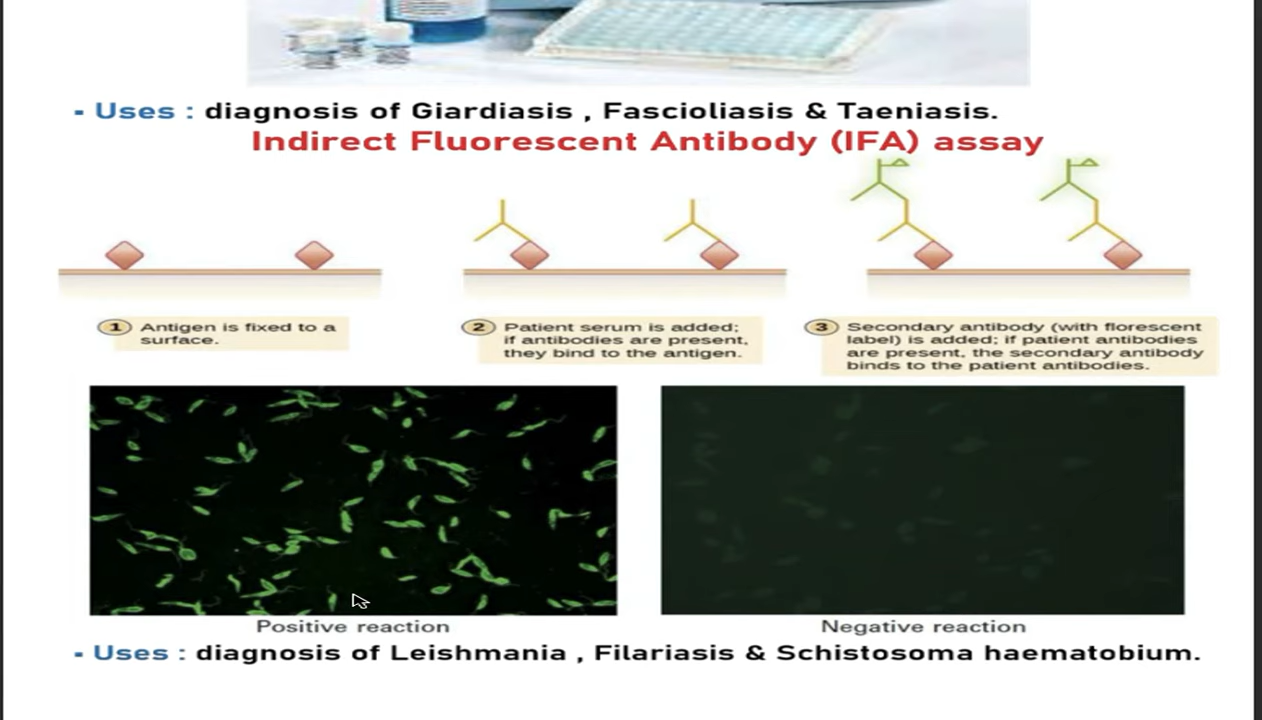 - Uses : diagnosis of Giardiasis , Fascioliasis & Taeniasis.
Indirect Fluorescent Antibody (IFA) assay
1 Antigen is fixed to a
surface.
2 Patient serum is added;
if antibodies are present,
they bind to the antigen.
3 Secondary antibody (with florescent
label) is added; if patient antibodies
are present, the secondary antibody
binds to the patient antibodies.
Positive reaction
Negative reaction
- Uses : diagnosis of Leishmania , Filariasis & Schistosoma haematobium.